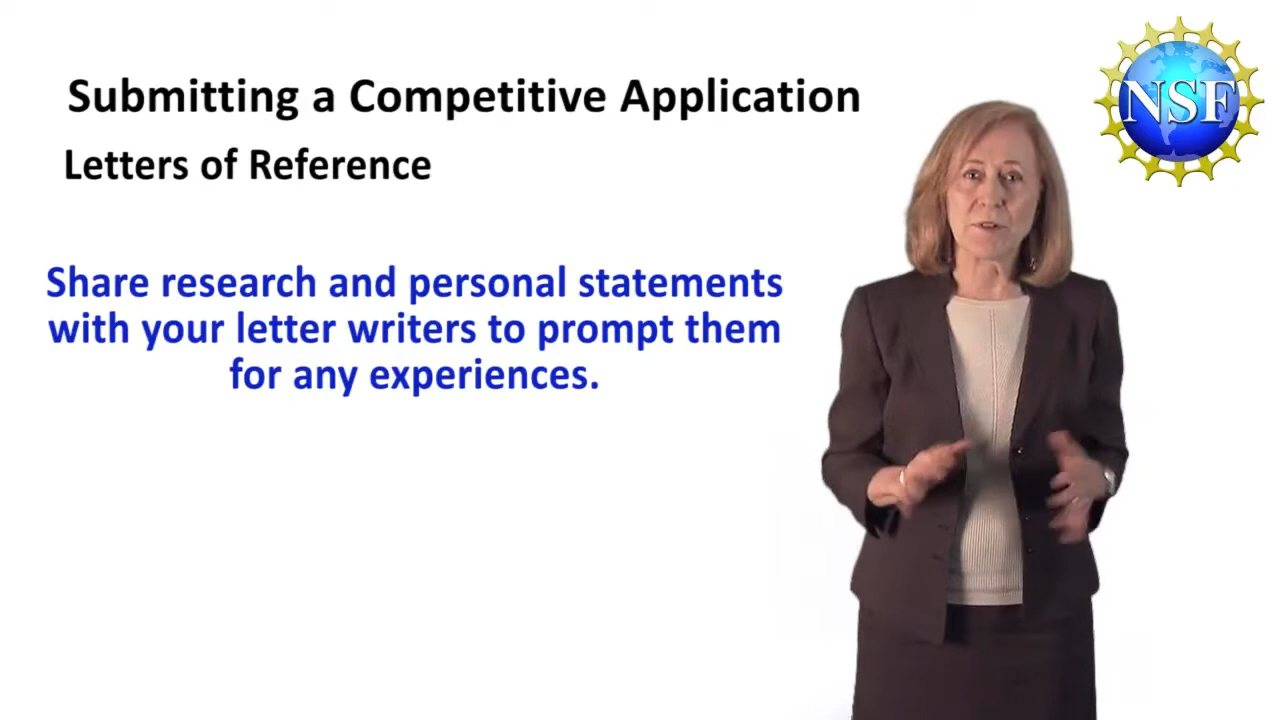 Submitting a Competitive Application
Letters of Reference
Share research and personal statements
with your letter writers to prompt them
for any experiences.
NSF